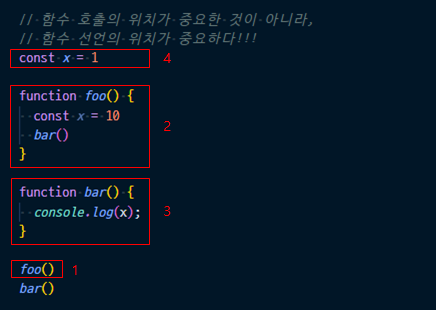 // 함수 호출의 위치가 중요한 것이 아니라,
// 함수 선언의 위치가 중요하다!!!
const x = 1 4
function foo() {
const x = 10
bar() 2
}
function bar() {
console.log(x); 3
}
foo() 1
bar()